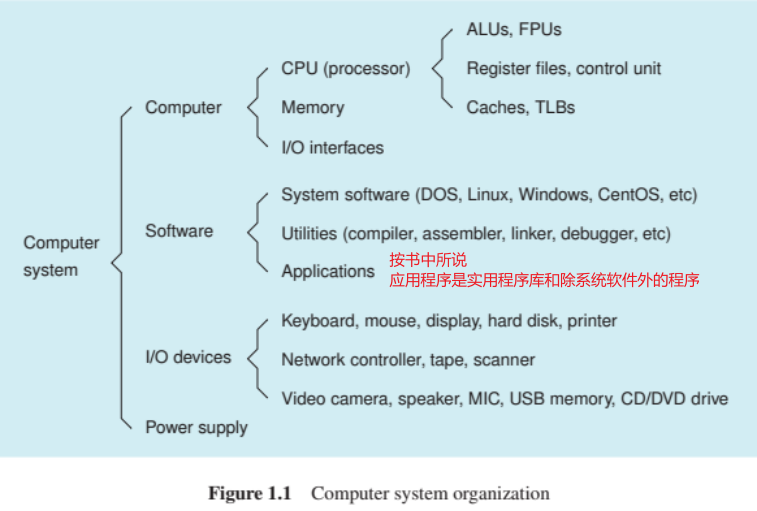 ALUs, FPUs
CPU (processor)
Register files, control unit
Computer
Memory
Caches, TLBs
I/O interfaces
System software (DOS, Linux, Windows, CentOS, etc)
Software
Utilities (compiler, assembler, linker, debugger, etc)
Computer
system
Applications
按书中所说
应用程序是实用程序库和除系统软件外的程序
Keyboard, mouse, display, hard disk, printer
I/O devices
Network controller, tape, scanner
Video camera, speaker, MIC, USB memory, CD/DVD drive
Power supply
Figure 1.1 Computer system organization